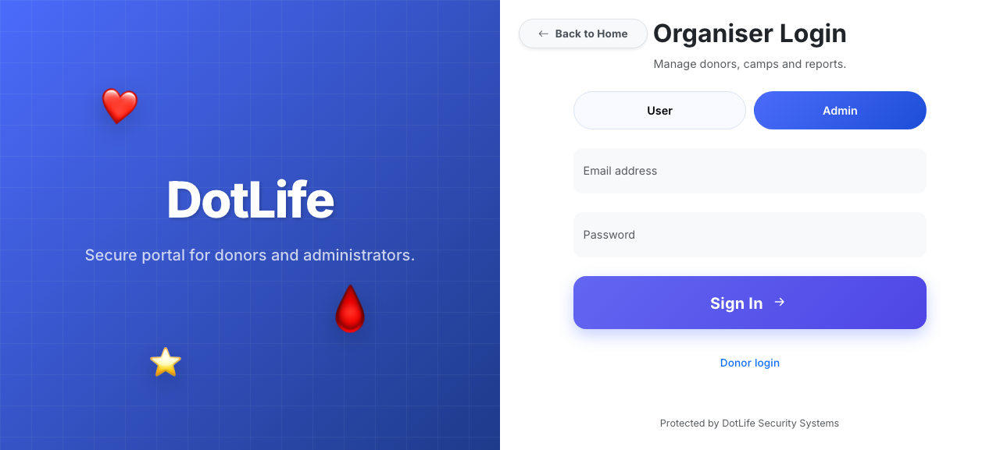 DotLife
Secure portal for donors and administrators.
← Back to Home
Organiser Login
Manage donors, camps and reports.
User
Admin
Email address
Password
Sign In →
Donor login
Protected by DotLife Security Systems